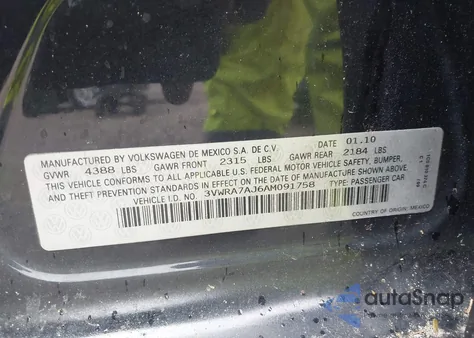 MANUFACTURED BY VOLKSWAGEN DE MEXICO S.A. DE C.V. DATE 01.10
GVWR 4388 LBS GAWR FRONT 2315 LBS GAWR REAR 2184 LBS
THIS VEHICLE CONFORMS TO ALL APPLICABLE U.S. FEDERAL MOTOR VEHICLE SAFETY, BUMPER,
AND THEFT PREVENTION STANDARDS IN EFFECT ON THE DATE OF MANUFACTURE SHOWN ABOVE.
VEHICLE I.D. NO. 3VWRA7AJ6AM091758 TYPE: PASSENGER CAR
COUNTRY OF ORIGIN: MEXICO
autoSnap